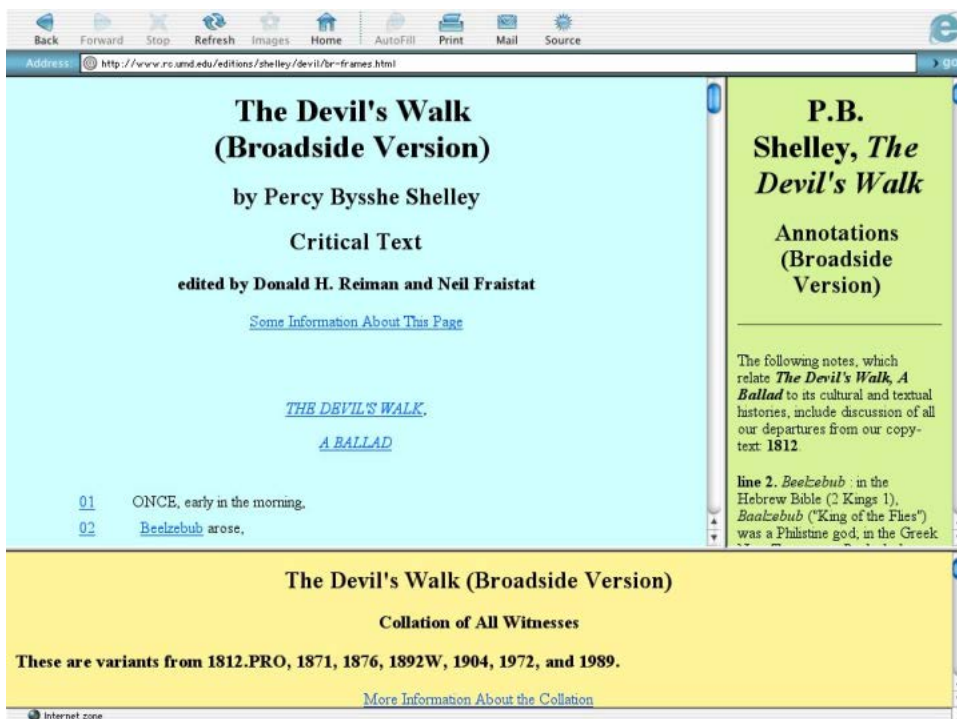 Back Forward Stop Refresh Images Home AutoFill Print Mail Source
Address: http://www.rc.umd.edu/editions/shelley/devil/br-frames.html go
The Devil's Walk
(Broadside Version)
by Percy Bysshe Shelley
Critical Text
edited by Donald H. Reiman and Neil Fraistat
Some Information About This Page
THE DEVIL'S WALK,
A BALLAD
01 ONCE, early in the morning,
02 Beelzebub arose,
P.B.
Shelley, The
Devil's Walk
Annotations
(Broadside
Version)
The following notes, which
relate The Devil's Walk, A
Ballad to its cultural and textual
histories, include discussion of all
our departures from our copy-
text: 1812.
line 2. Beelzebub : in the
Hebrew Bible (2 Kings 1),
Baalzebub ("King of the Flies")
was a Philistine god; in the Greek
The Devil's Walk (Broadside Version)
Collation of All Witnesses
These are variants from 1812.PRO, 1871, 1876, 1892W, 1904, 1972, and 1989.
More Information About the Collation
Internet zone